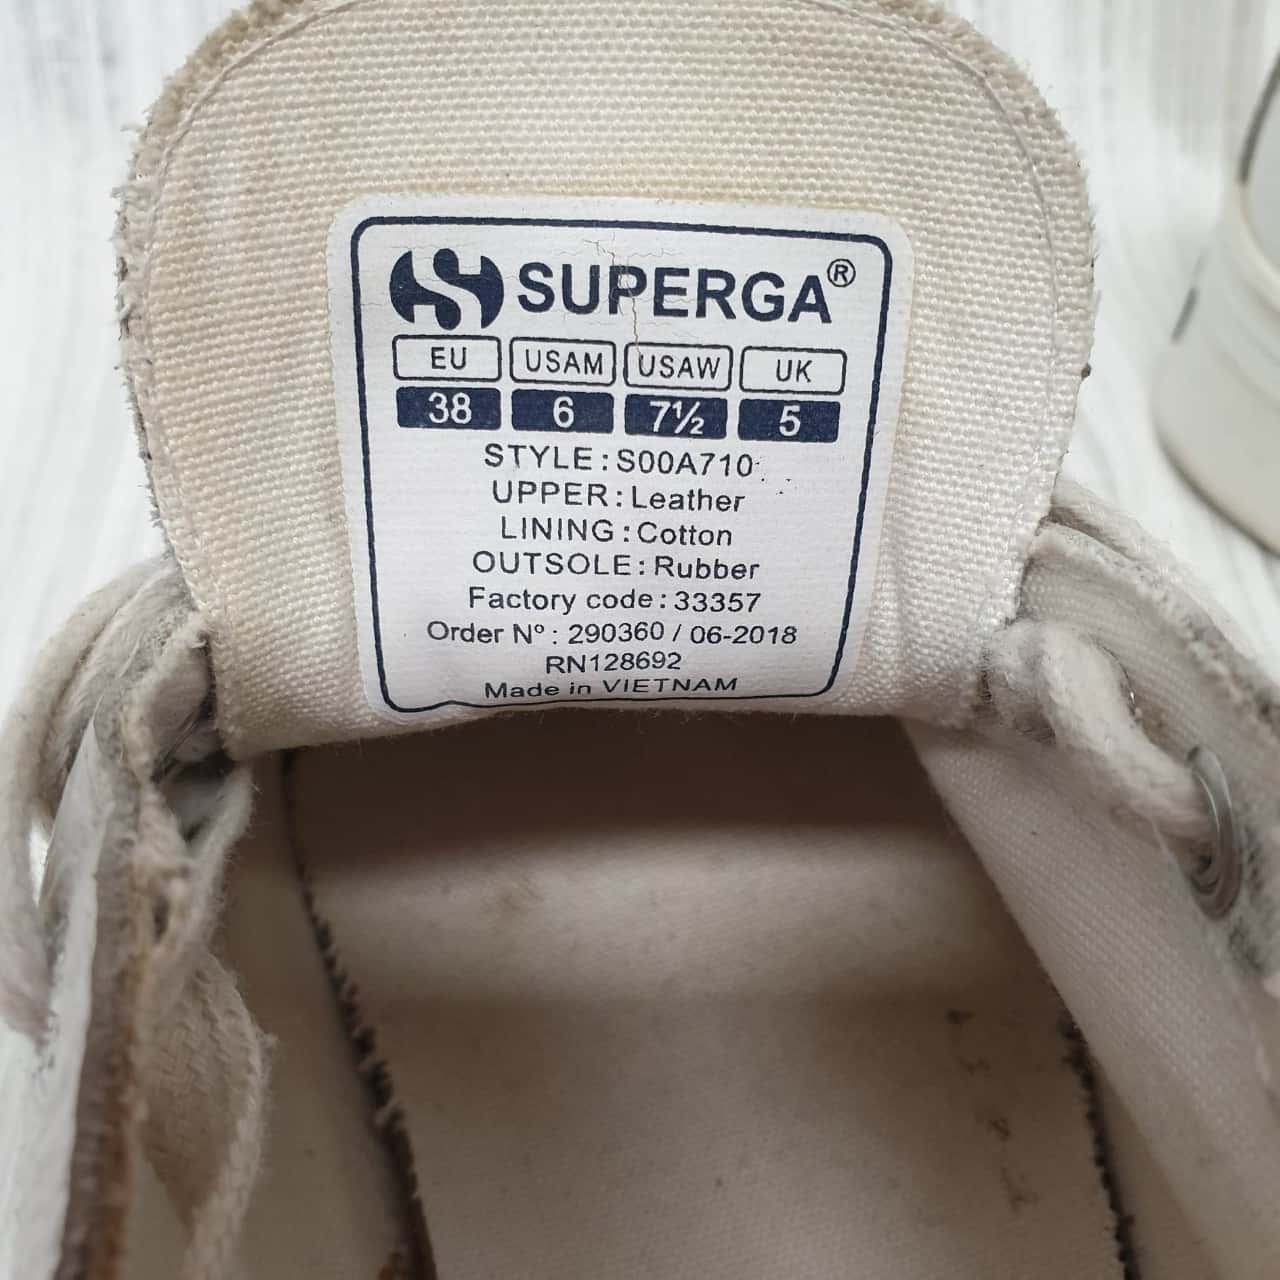 SUPERGA®
EU USAM USAW UK
38 6 7½ 5
STYLE : S00A710
UPPER : Leather
LINING : Cotton
OUTSOLE : Rubber
Factory code : 33357
Order Nº : 290360 / 06-2018
RN128692
Made in VIETNAM